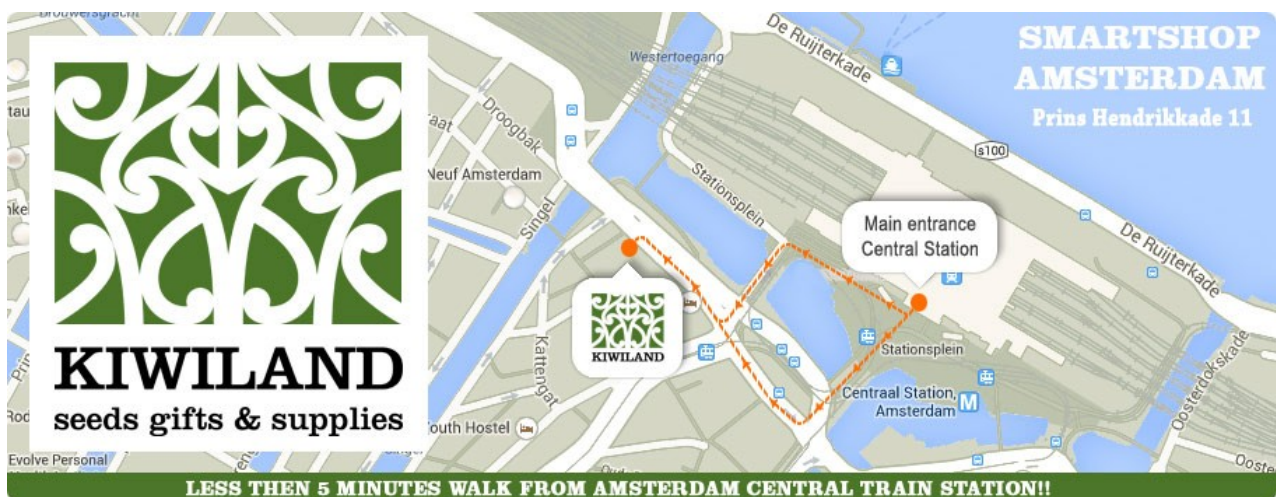 Brouwersgracht
Westertoegang
De Ruijterkade
SMARTSHOP
AMSTERDAM
Prins Hendrikkade 11
s100
Droogbak
Neuf Amsterdam
Singel
Stationsplein
Main entrance
Central Station
De Ruijterkade
KIWILAND
seeds gifts & supplies
KIWILAND
Kattengat
Stationsplein
Centraal Station,
Amsterdam
M
Oosterdokskade
outh Hostel
Evolve Personal
LESS THEN 5 MINUTES WALK FROM AMSTERDAM CENTRAL TRAIN STATION!!